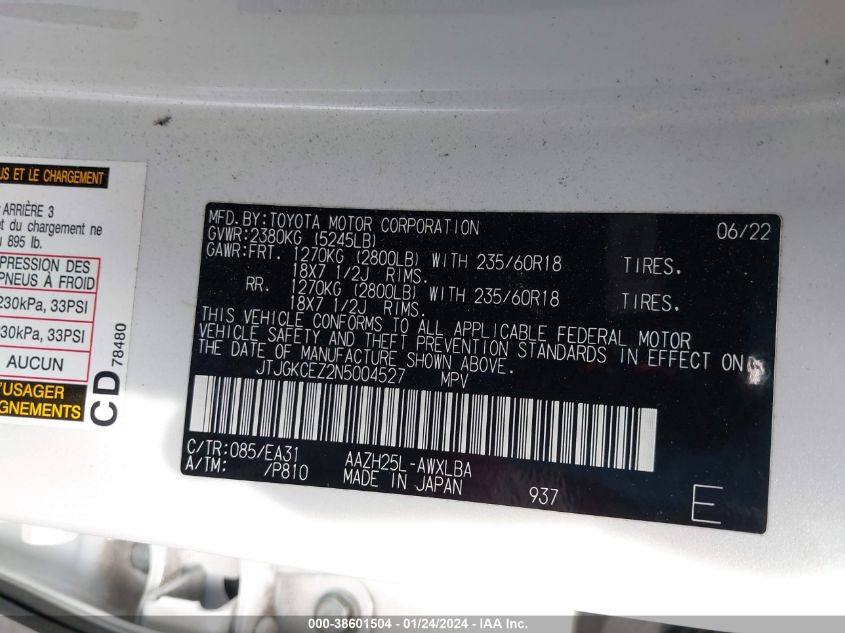 US ET LE CHARGEMENT
ARRIÈRE 3
t du chargement ne
895 lb.
PRESSION DES
PNEUS À FROID
230kPa, 33PSI
30kPa, 33PSI
AUCUN
L'USAGER
GNEMENTS
CD 78480
MFD. BY: TOYOTA MOTOR CORPORATION 06/22
GVWR: 2380KG (5245LB)
GAWR: FRT. 1270KG (2800LB) WITH 235/60R18 TIRES.
18X7 1/2J RIMS.
RR. 1270KG (2800LB) WITH 235/60R18 TIRES.
18X7 1/2J RIMS.
THIS VEHICLE CONFORMS TO ALL APPLICABLE FEDERAL MOTOR
VEHICLE SAFETY AND THEFT PREVENTION STANDARDS IN EFFECT ON
THE DATE OF MANUFACTURE SHOWN ABOVE.
JTJGKCEZ2N5004527 MPV
C/TR: 085/EA31 AAZH25L-AWXLBA
A/TM: /P810 MADE IN JAPAN 937 E
000-38601504 - 01/24/2024 - IAA Inc.